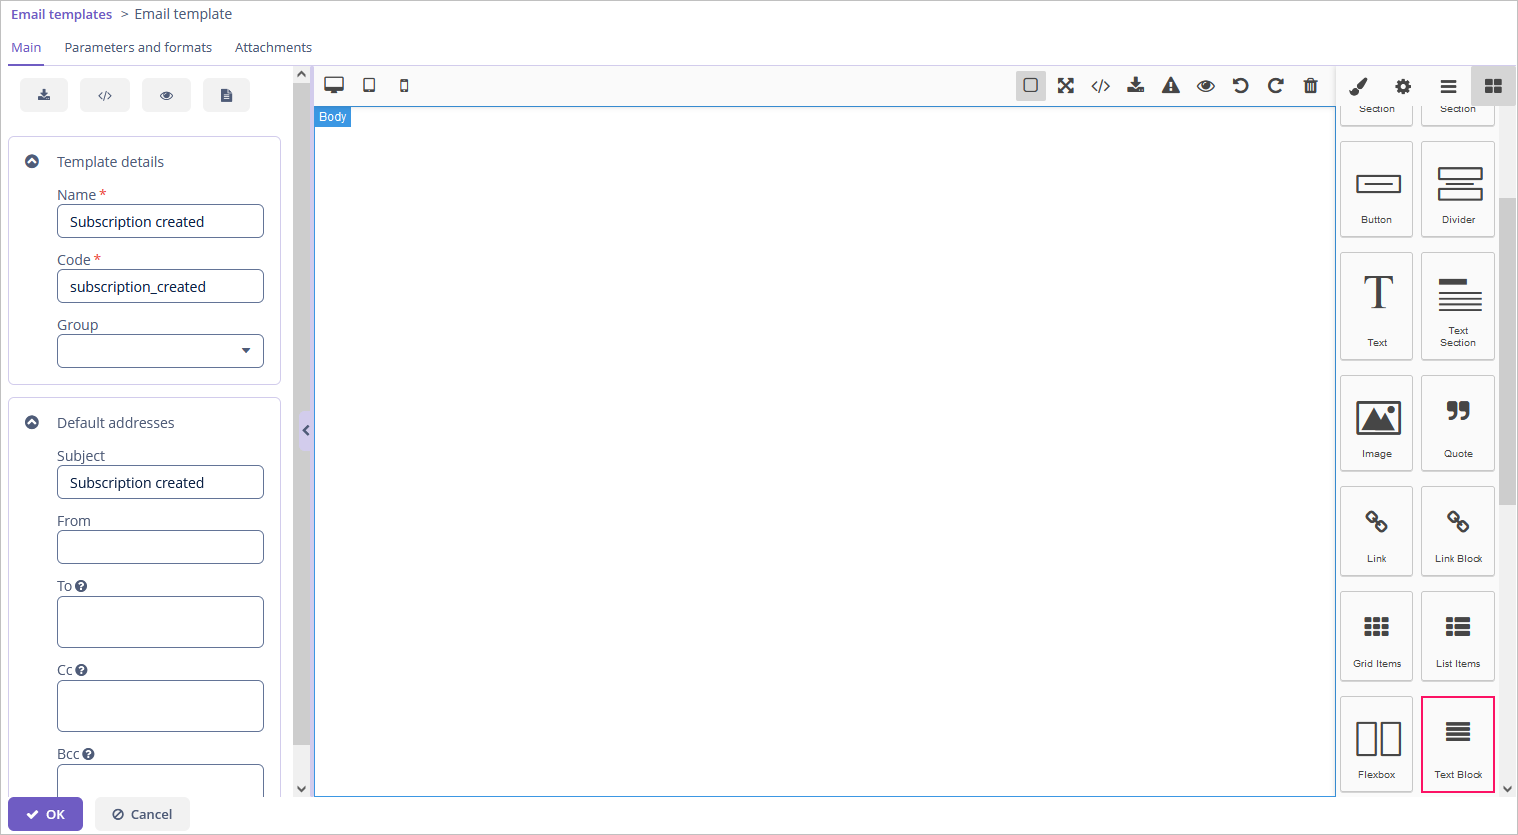 Email templates > Email template
Main Parameters and formats Attachments
Template details
Name *
Subscription created
Code *
subscription_created
Group
Default addresses
Subject
Subscription created
From
To
Cc
Bcc
OK Cancel
Body
Section Section
Button Divider
Text Text
Section
Image Quote
Link Link Block
Grid Items List Items
Flexbox Text Block